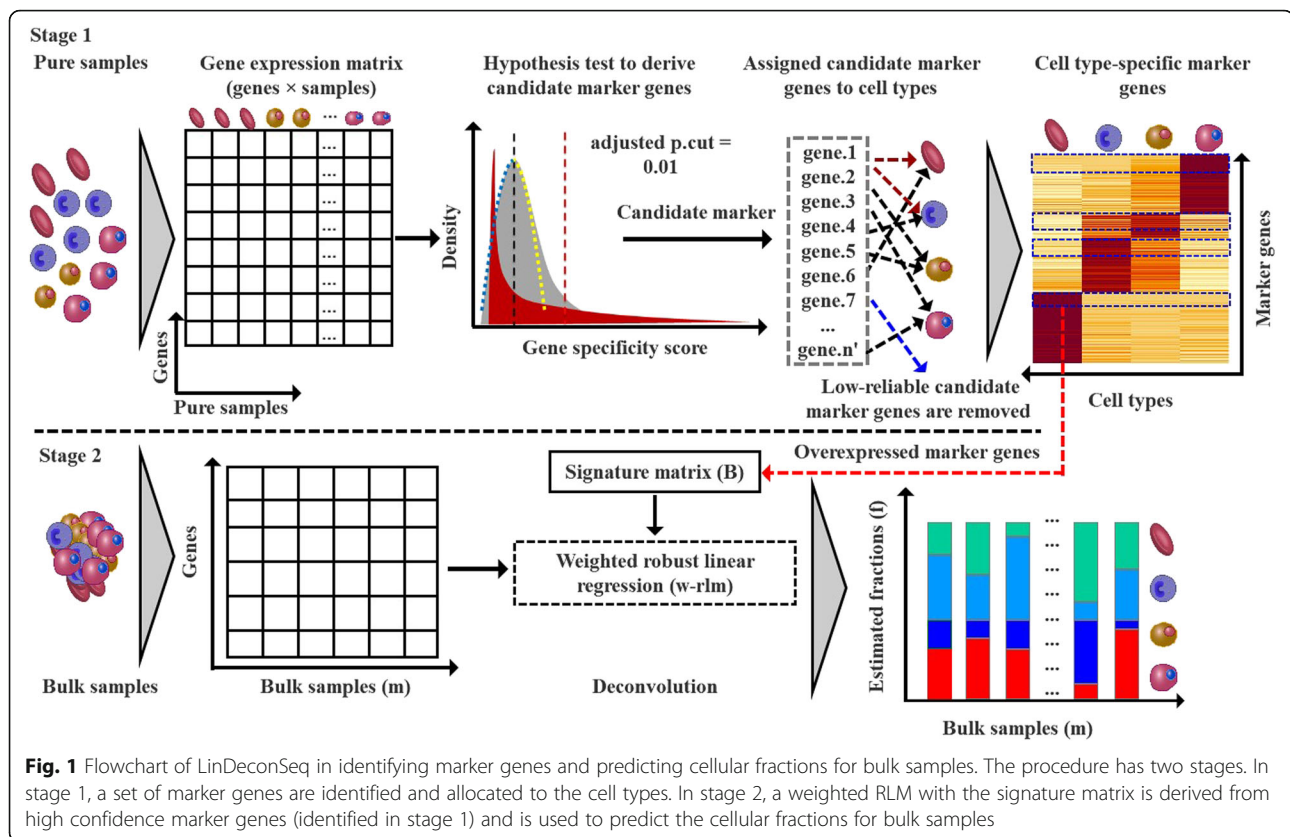 Stage 1
Pure samples
Gene expression matrix
(genes × samples)
Hypothesis test to derive
candidate marker genes
Assigned candidate marker
genes to cell types
Cell type-specific marker
genes
...
...
...
...
...
...
...
...
...
...
Genes
Pure samples
Density
adjusted p.cut =
0.01
Candidate marker
Gene specificity score
gene.1
gene.2
gene.3
gene.4
gene.5
gene.6
gene.7
...
gene.n'
Low-reliable candidate
marker genes are removed
Marker genes
Cell types
Stage 2
Bulk samples
Genes
Bulk samples (m)
Signature matrix (B)
Overexpressed marker genes
Weighted robust linear
regression (w-rlm)
Deconvolution
Estimated fractions (f)
...
...
...
...
...
...
...
...
Bulk samples (m)
Fig. 1 Flowchart of LinDeconSeq in identifying marker genes and predicting cellular fractions for bulk samples. The procedure has two stages. In
stage 1, a set of marker genes are identified and allocated to the cell types. In stage 2, a weighted RLM with the signature matrix is derived from
high confidence marker genes (identified in stage 1) and is used to predict the cellular fractions for bulk samples